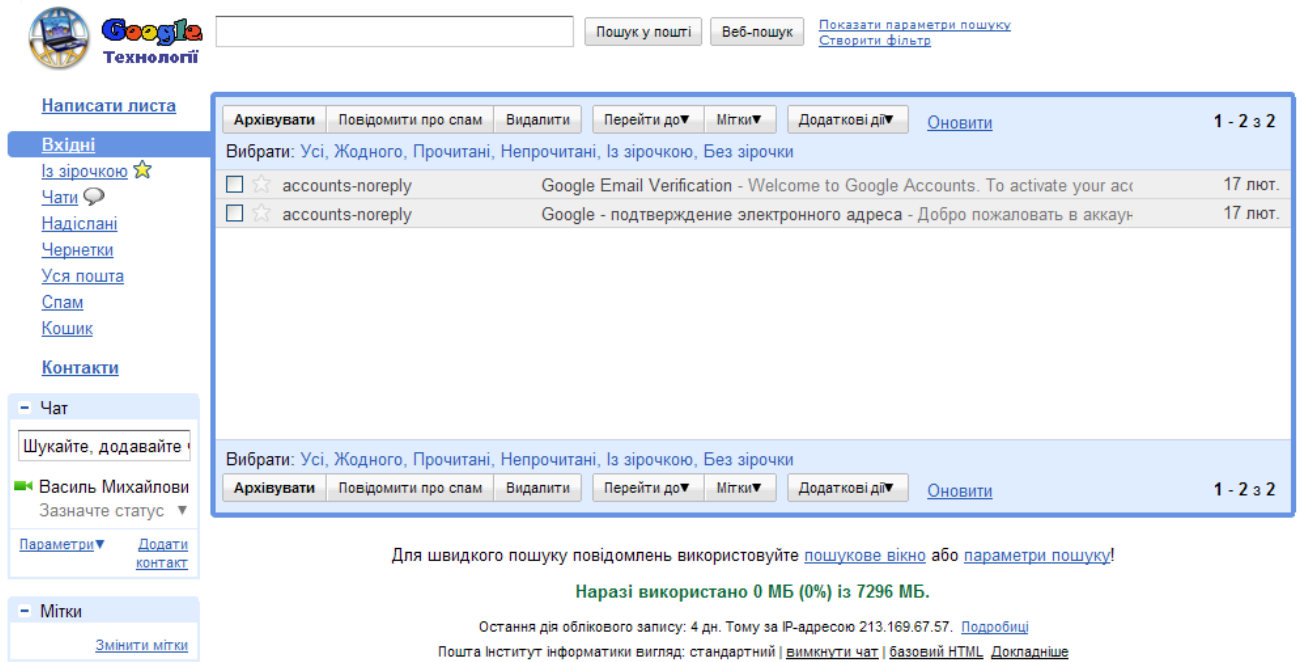 Google
Технології
Пошук у пошті Веб-пошук Показати параметри пошуку
Створити фільтр
Написати листа
Вхідні
Із зірочкою
Чати
Надіслані
Чернетки
Уся пошта
Спам
Кошик
Контакти
Чат
Шукайте, додавайте
Василь Михайлови
Зазначте статус ▼
Параметри▼ Додати
контакт
Мітки
Змінити мітки
Архівувати Повідомити про спам Видалити Перейти до▼ Мітки▼ Додаткові дії▼ Оновити 1 - 2 з 2
Вибрати: Усі, Жодного, Прочитані, Непрочитані, Із зірочкою, Без зірочки
accounts-noreply Google Email Verification - Welcome to Google Accounts. To activate your acc 17 лют.
accounts-noreply Google - подтверждение электронного адреса - Добро пожаловать в аккаун 17 лют.
Вибрати: Усі, Жодного, Прочитані, Непрочитані, Із зірочкою, Без зірочки
Архівувати Повідомити про спам Видалити Перейти до▼ Мітки▼ Додаткові дії▼ Оновити 1 - 2 з 2
Для швидкого пошуку повідомлень використовуйте пошукове вікно або параметри пошуку!
Наразі використано 0 МБ (0%) із 7296 МБ.
Остання дія облікового запису: 4 дн. Тому за IP-адресою 213.169.67.57. Подробиці
Пошта Інститут інформатики вигляд: стандартний | вимкнути чат | базовий HTML Докладніше